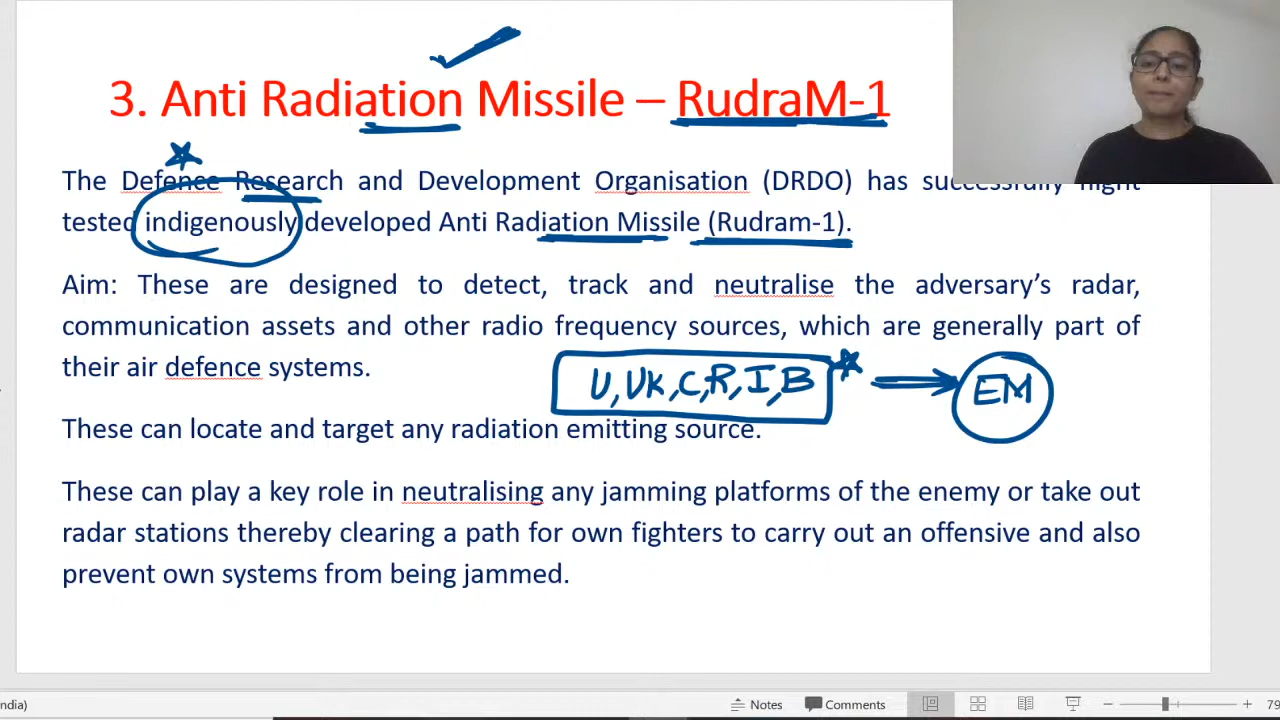 3. Anti Radiation Missile – RudraM-1
The Defence Research and Development Organisation (DRDO) has successfully flight
tested indigenously developed Anti Radiation Missile (Rudram-1).
Aim: These are designed to detect, track and neutralise the adversary's radar,
communication assets and other radio frequency sources, which are generally part of
their air defence systems.
U, UK, C, R, I, B
EM
These can locate and target any radiation emitting source.
These can play a key role in neutralising any jamming platforms of the enemy or take out
radar stations thereby clearing a path for own fighters to carry out an offensive and also
prevent own systems from being jammed.
ndia)
Notes
Comments
79